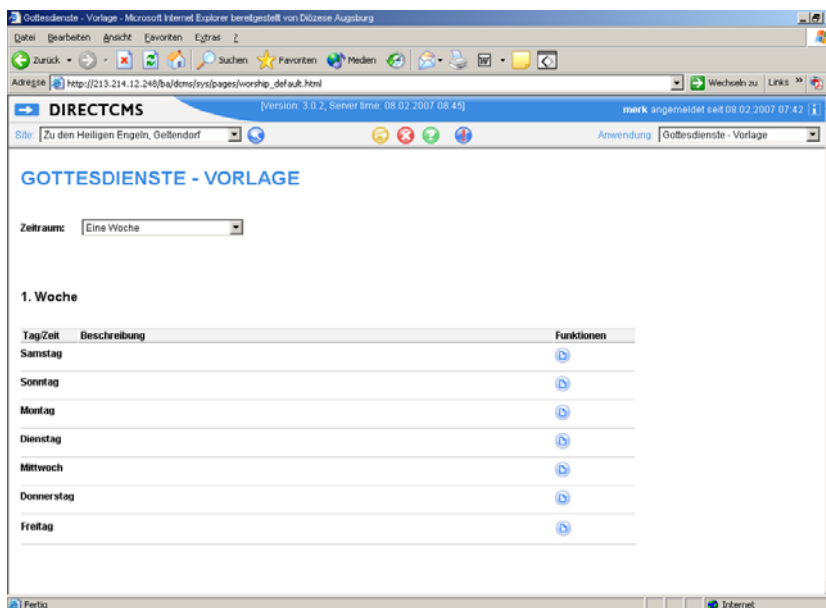 Gottesdienste - Vorlage - Microsoft Internet Explorer bereitgestellt von Diözese Augsburg
Datei Bearbeiten Ansicht Favoriten Extras ?
Zurück Suchen Favoriten Medien
Adresse http://213.214.12.248/ba/dcms/sys/pages/worship_default.html Wechseln zu Links »
DIRECTCMS [Version: 3.0.2, Server time: 08.02.2007 08:45] merk angemeldet seit 08.02.2007 07:42
Site: Zu den Heiligen Engeln, Geltendorf Anwendung: Gottesdienste - Vorlage
GOTTESDIENSTE - VORLAGE
Zeitraum: Eine Woche
1. Woche
Tag/Zeit Beschreibung Funktionen
Samstag
Sonntag
Montag
Dienstag
Mittwoch
Donnerstag
Freitag
Fertig Internet